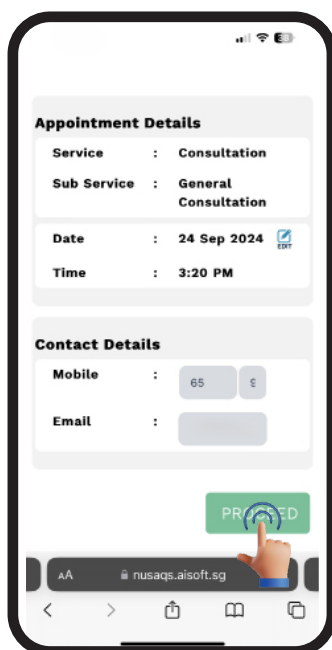 Appointment Details
Service : Consultation
Sub Service : General
Consultation
Date : 24 Sep 2024 EDIT
Time : 3:20 PM
Contact Details
Mobile : 65 9
Email :
PROCEED
AA nusaqs.aisoft.sg